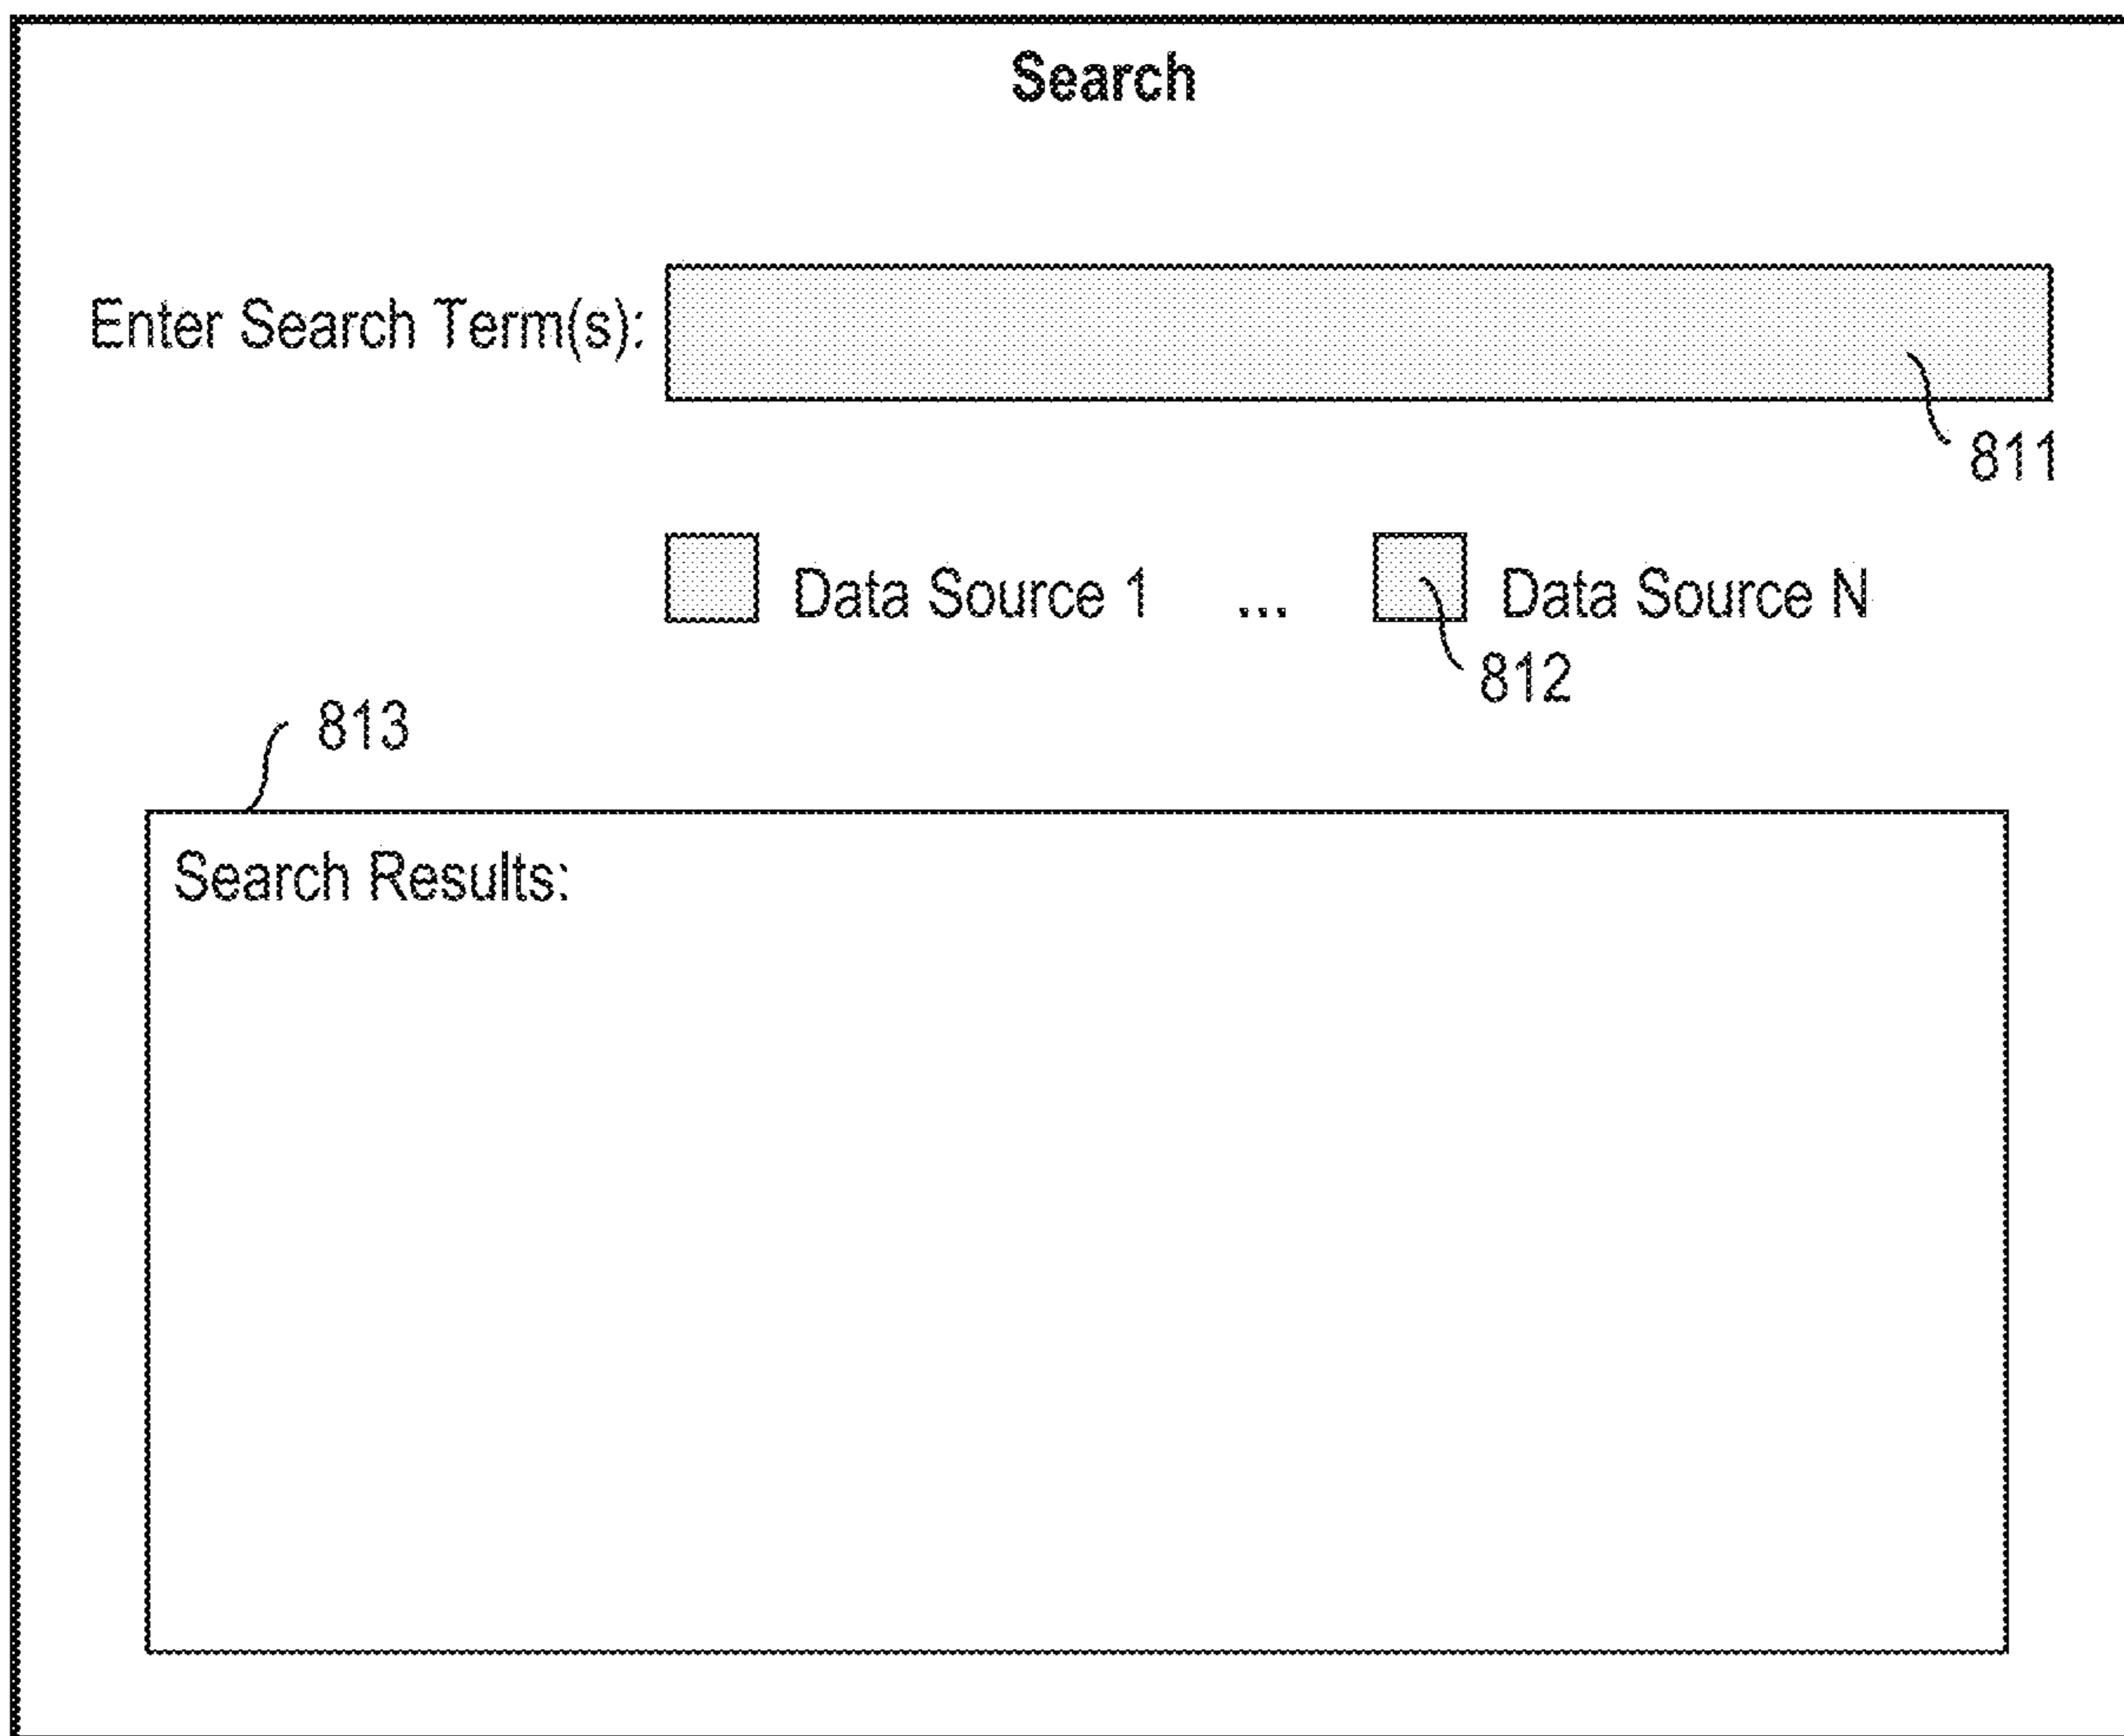 Search
Enter Search Term(s):
811
Data Source 1 ... Data Source N
812
813
Search Results: